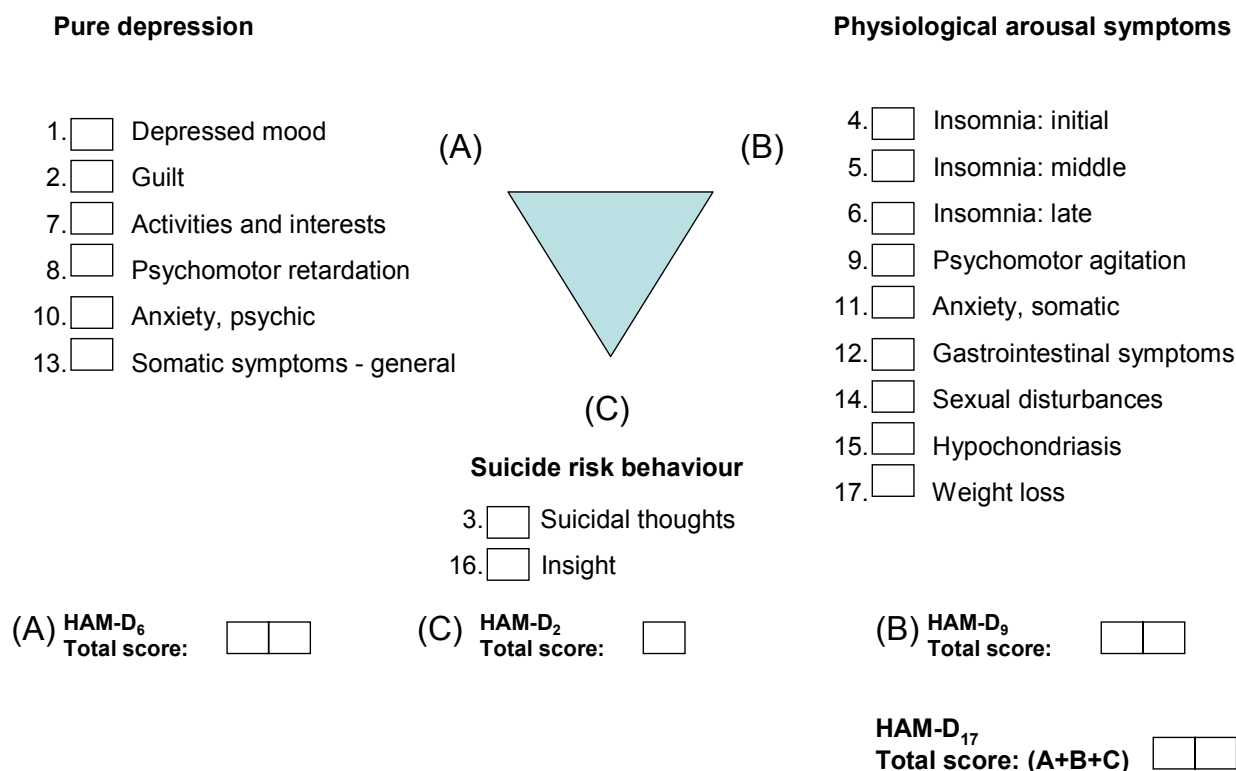 Pure depression
1. Depressed mood
2. Guilt
7. Activities and interests
8. Psychomotor retardation
10. Anxiety, psychic
13. Somatic symptoms - general
(A)
(B)
Physiological arousal symptoms
4. Insomnia: initial
5. Insomnia: middle
6. Insomnia: late
9. Psychomotor agitation
11. Anxiety, somatic
12. Gastrointestinal symptoms
14. Sexual disturbances
15. Hypochondriasis
17. Weight loss
(C)
Suicide risk behaviour
3. Suicidal thoughts
16. Insight
(A) HAM-D₆
Total score:
(C) HAM-D₂
Total score:
(B) HAM-D₉
Total score:
HAM-D₁₇
Total score: (A+B+C)